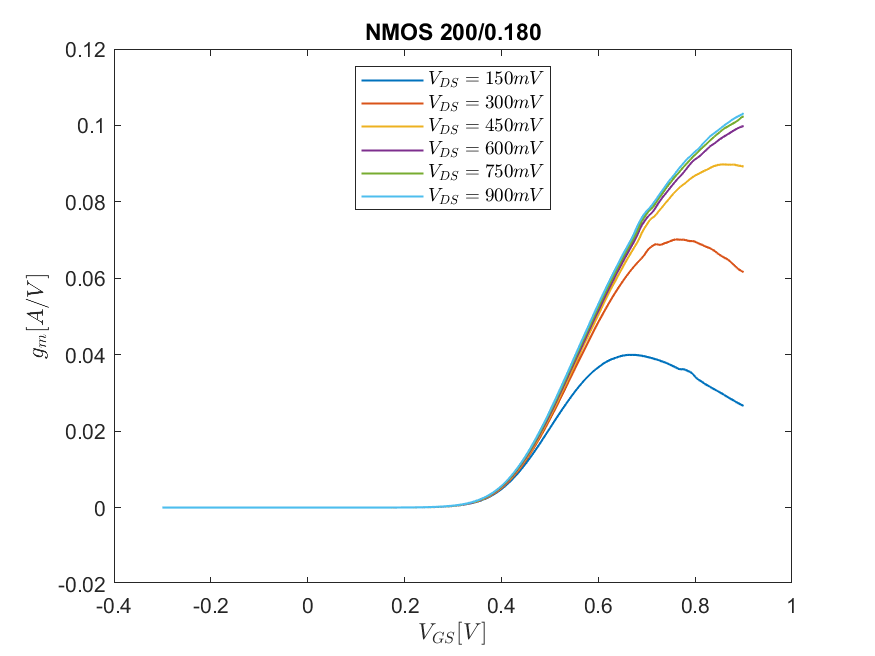 NMOS 200/0.180
0.12
0.1
0.08
0.06
0.04
0.02
0
-0.02
g_m[A/V]
V_DS = 150mV
V_DS = 300mV
V_DS = 450mV
V_DS = 600mV
V_DS = 750mV
V_DS = 900mV
-0.4 -0.2 0 0.2 0.4 0.6 0.8 1
V_GS[V]